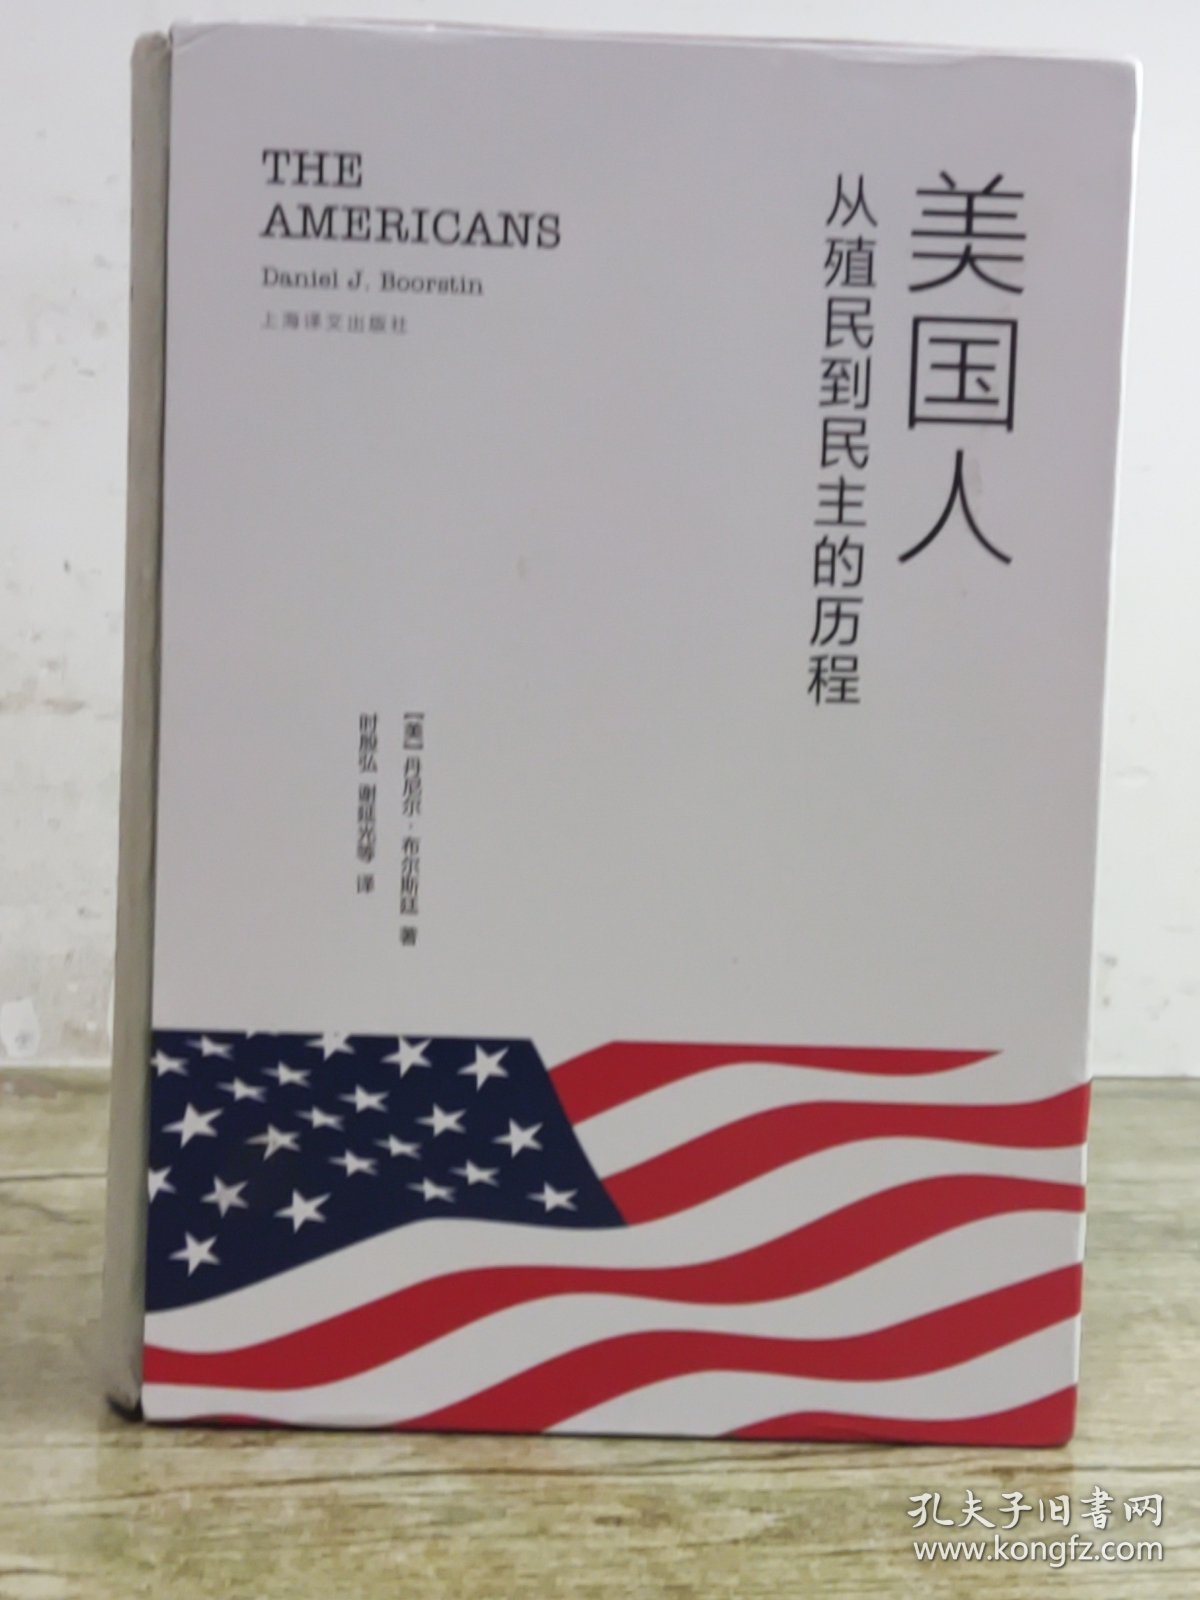 THE
AMERICANS
Daniel J. Boorstin
上海译文出版社
美国人
从殖民到民主的历程
【美】丹尼尔·布尔斯廷 著
时殷弘 谢延光等 译
孔夫子旧书网
www.kongfz.com